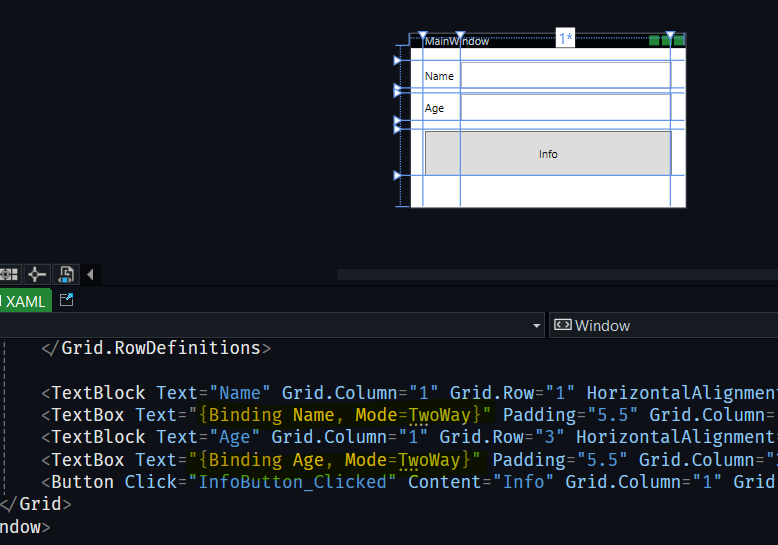 MainWindow
1*
Name
Age
Info
XAML
Window
</Grid.RowDefinitions>
<TextBlock Text="Name" Grid.Column="1" Grid.Row="1" HorizontalAlignment
<TextBox Text="{Binding Name, Mode=TwoWay}" Padding="5.5" Grid.Column=
<TextBlock Text="Age" Grid.Column="1" Grid.Row="3" HorizontalAlignment
<TextBox Text="{Binding Age, Mode=TwoWay}" Padding="5.5" Grid.Column=
<Button Click="InfoButton_Clicked" Content="Info" Grid.Column="1" Grid
</Grid>
ndow>